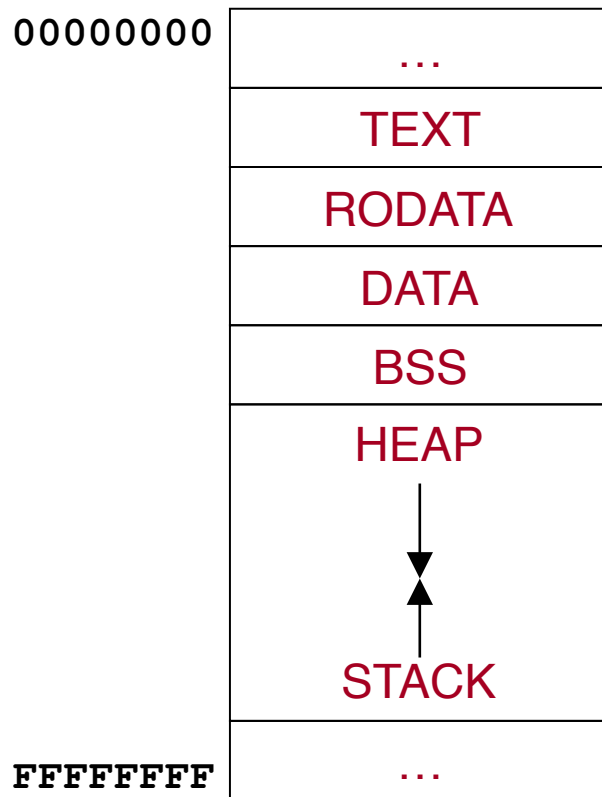 00000000
...
TEXT
RODATA
DATA
BSS
HEAP
STACK
FFFFFFFF
...